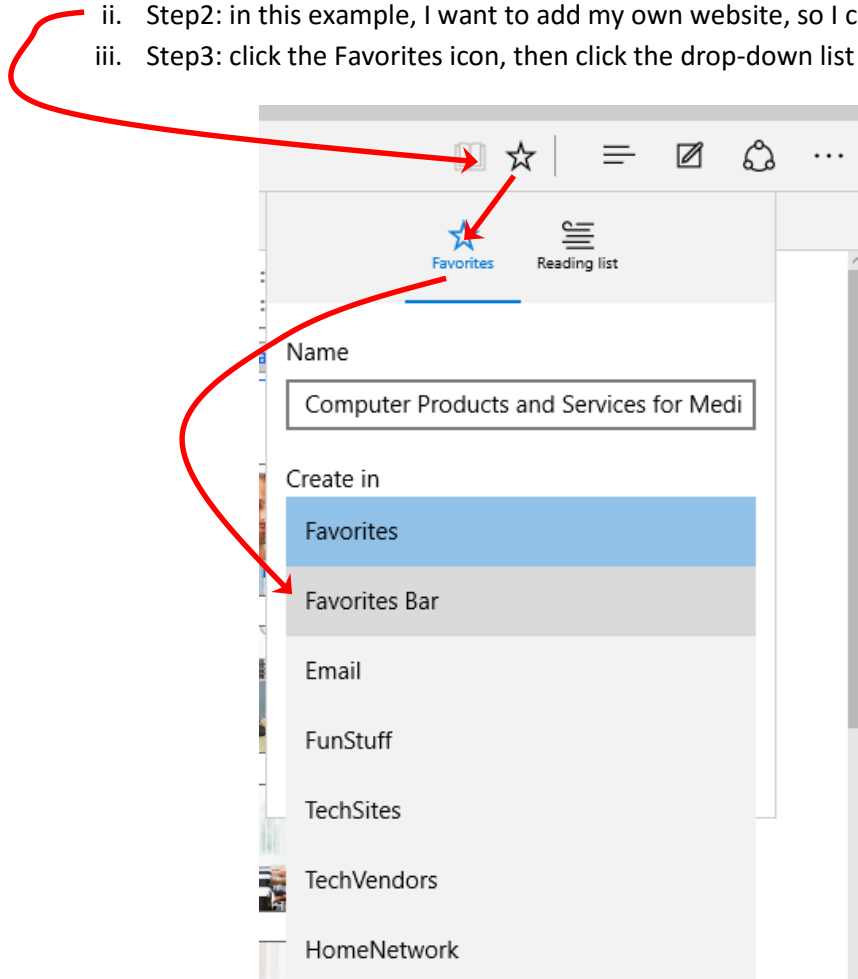 ii. Step2: in this example, I want to add my own website, so I c
iii. Step3: click the Favorites icon, then click the drop-down list
Favorites Reading list
Name
Computer Products and Services for Medi
Create in
Favorites
Favorites Bar
Email
FunStuff
TechSites
TechVendors
HomeNetwork